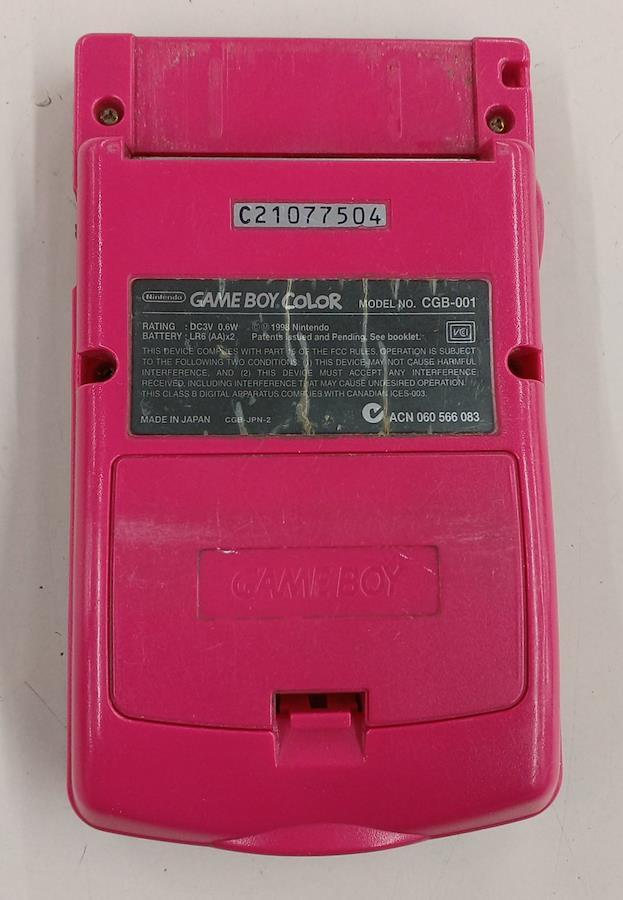 C21077504
Nintendo GAME BOY COLOR MODEL NO. CGB-001
RATING : DC3V 0.6W © Ⓟ 1998 Nintendo
BATTERY : LR6 (AA)x2 Patents Issued and Pending. See booklet. VCI
THIS DEVICE COMPLIES WITH PART 15 OF THE FCC RULES. OPERATION IS SUBJECT
TO THE FOLLOWING TWO CONDITIONS: (1) THIS DEVICE MAY NOT CAUSE HARMFUL
INTERFERENCE, AND (2) THIS DEVICE MUST ACCEPT ANY INTERFERENCE
RECEIVED, INCLUDING INTERFERENCE THAT MAY CAUSE UNDESIRED OPERATION.
THIS CLASS B DIGITAL APPARATUS COMPLIES WITH CANADIAN ICES-003.
MADE IN JAPAN CGB-JPN-2 ACN 060 566 083
GAME BOY